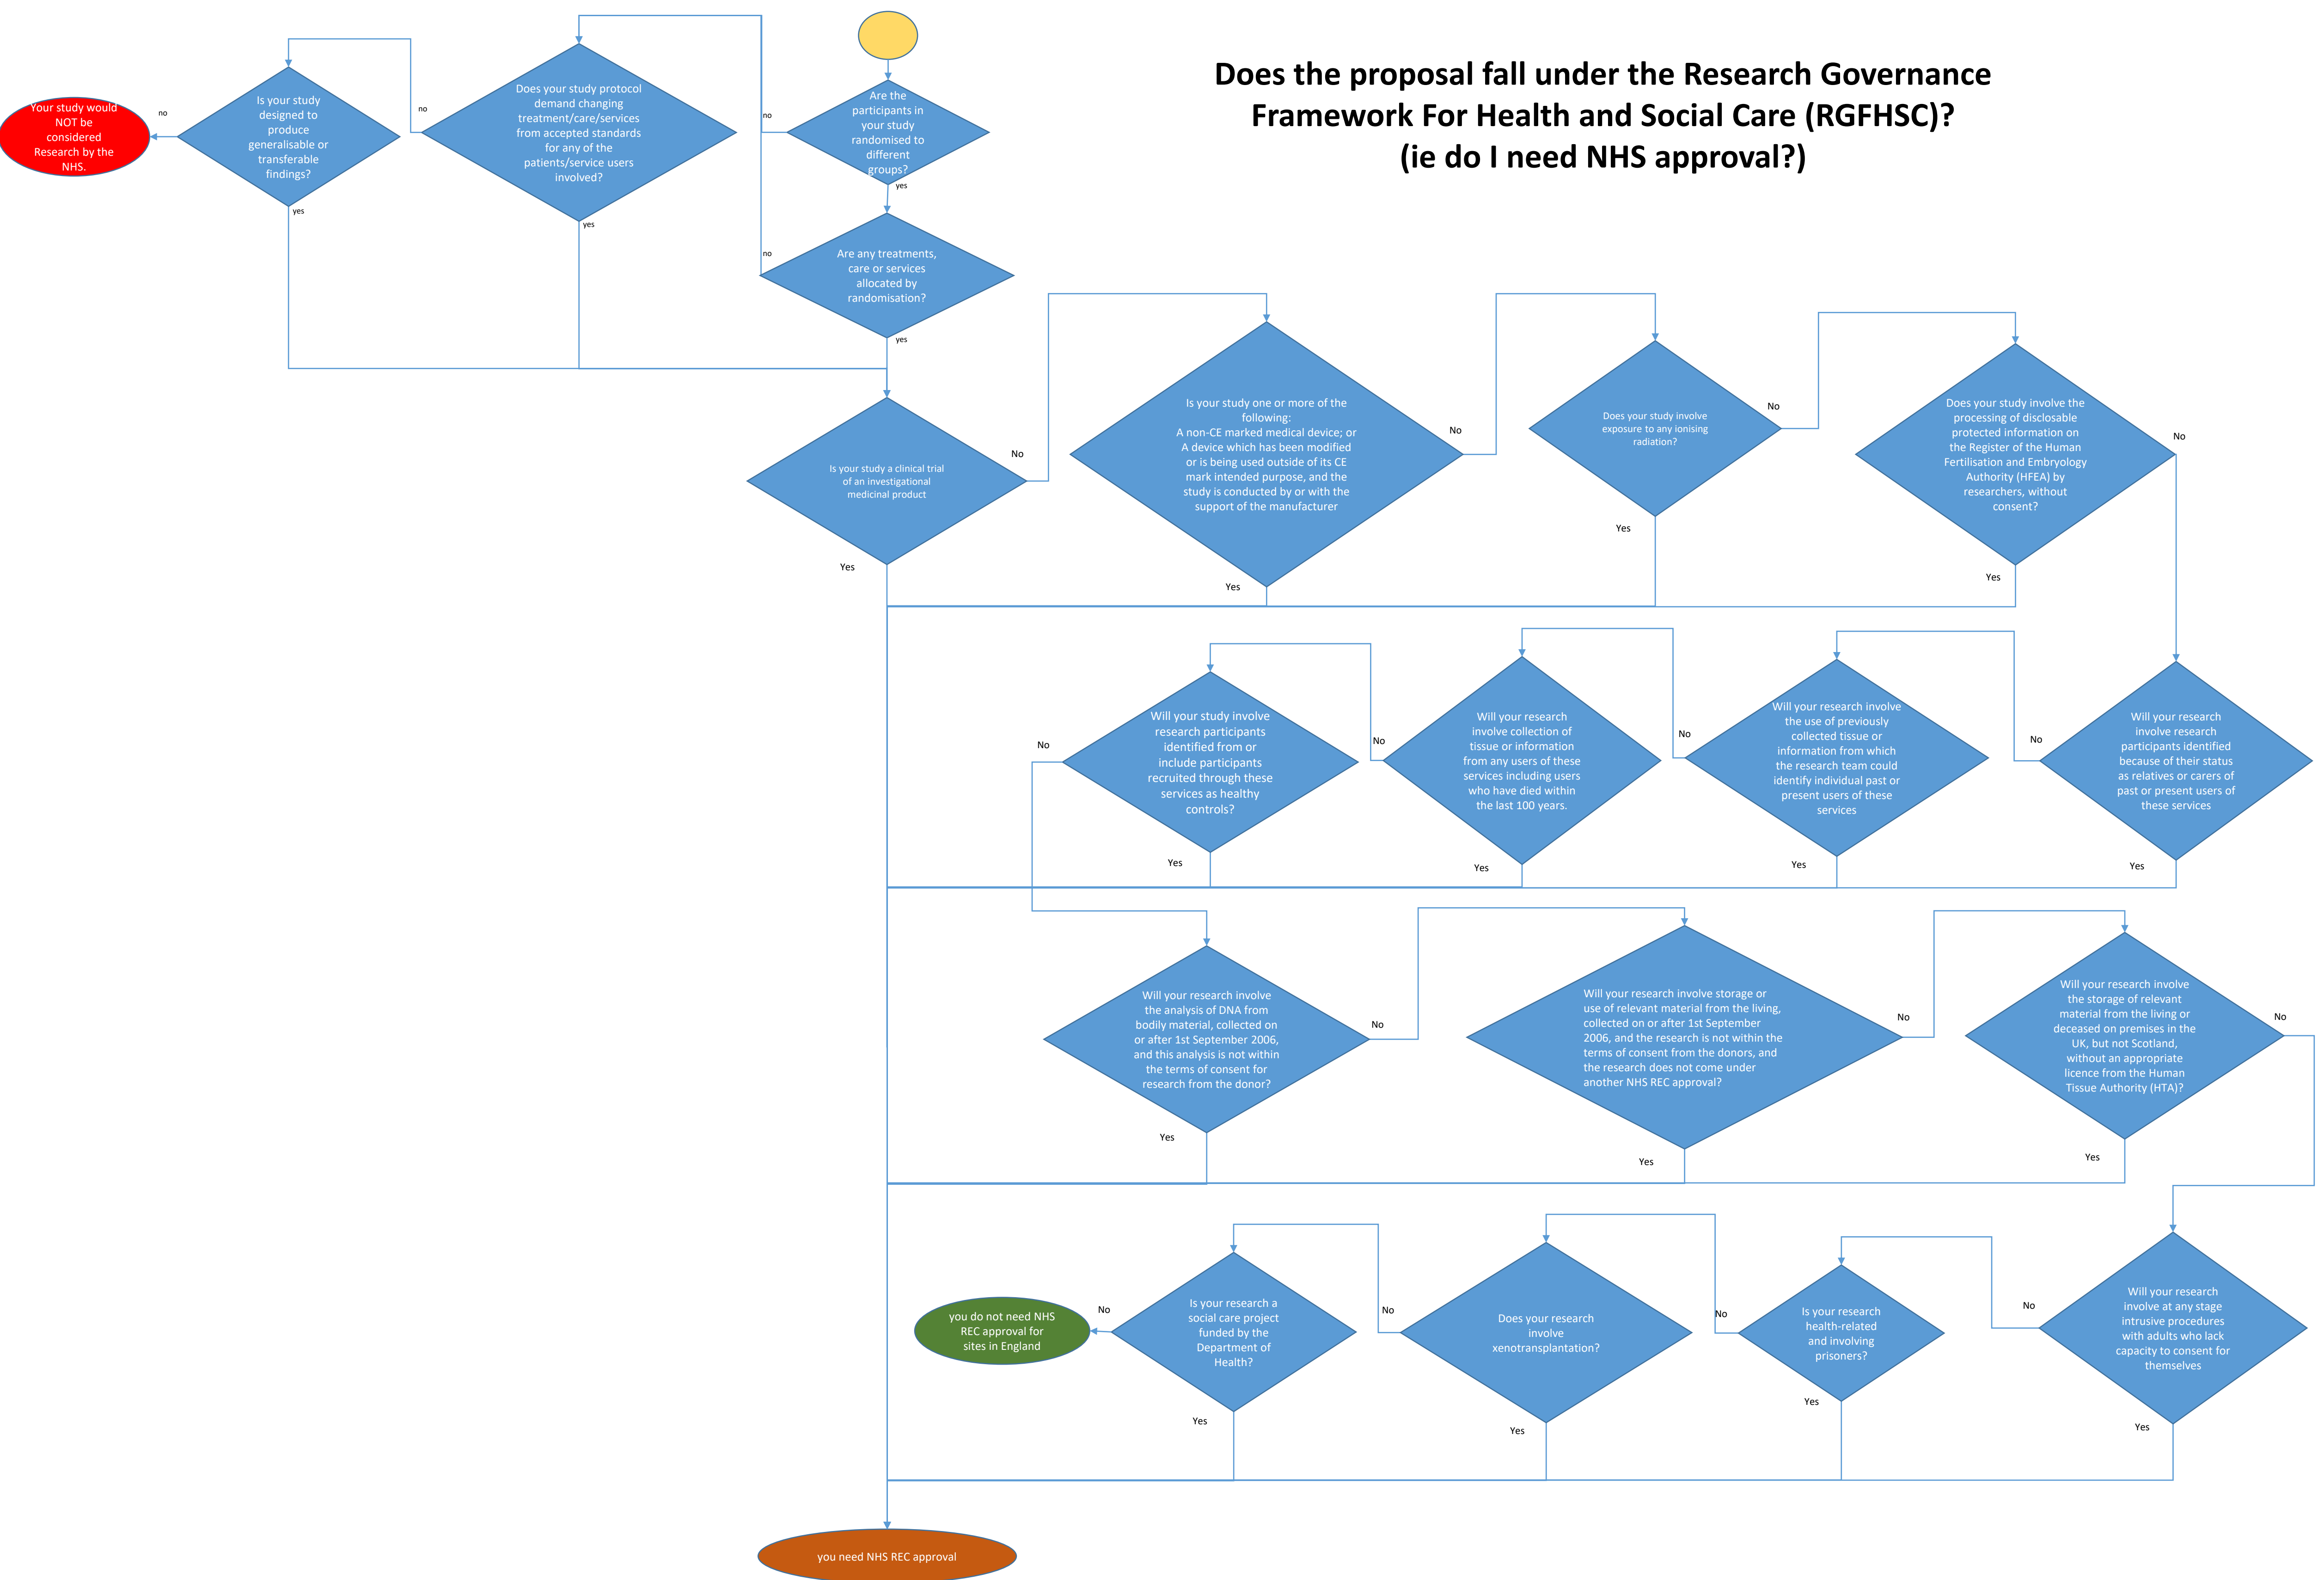 Does the proposal fall under the Research Governance
Framework For Health and Social Care (RGFHSC)?
(ie do I need NHS approval?)
Your study would
NOT be
considered
Research by the
NHS.
no
Is your study
designed to
produce
generalisable or
transferable
findings?
yes
no
Does your study protocol
demand changing
treatment/care/services
from accepted standards
for any of the
patients/service users
involved?
yes
no
Are the
participants in
your study
randomised to
different
groups?
yes
no
Are any treatments,
care or services
allocated by
randomisation?
yes
Is your study a clinical trial
of an investigational
medicinal product
No
Yes
Is your study one or more of the
following:
A non-CE marked medical device; or
A device which has been modified
or is being used outside of its CE
mark intended purpose, and the
study is conducted by or with the
support of the manufacturer
No
Yes
Does your study involve
exposure to any ionising
radiation?
No
Yes
Does your study involve the
processing of disclosable
protected information on
the Register of the Human
Fertilisation and Embryology
Authority (HFEA) by
researchers, without
consent?
No
Yes
No
Will your study involve
research participants
identified from or
include participants
recruited through these
services as healthy
controls?
Yes
No
Will your research
involve collection of
tissue or information
from any users of these
services including users
who have died within
the last 100 years.
Yes
No
Will your research involve
the use of previously
collected tissue or
information from which
the research team could
identify individual past or
present users of these
services
Yes
No
Will your research
involve research
participants identified
because of their status
as relatives or carers of
past or present users of
these services
Yes
Will your research involve
the analysis of DNA from
bodily material, collected on
or after 1st September 2006,
and this analysis is not within
the terms of consent for
research from the donor?
No
Yes
Will your research involve storage or
use of relevant material from the living,
collected on or after 1st September
2006, and the research is not within the
terms of consent from the donors, and
the research does not come under
another NHS REC approval?
No
Yes
Will your research involve
the storage of relevant
material from the living or
deceased on premises in the
UK, but not Scotland,
without an appropriate
licence from the Human
Tissue Authority (HTA)?
No
Yes
you do not need NHS
REC approval for
sites in England
No
Is your research a
social care project
funded by the
Department of
Health?
Yes
No
Does your research
involve
xenotransplantation?
Yes
No
Is your research
health-related
and involving
prisoners?
Yes
No
Will your research
involve at any stage
intrusive procedures
with adults who lack
capacity to consent for
themselves
Yes
you need NHS REC approval